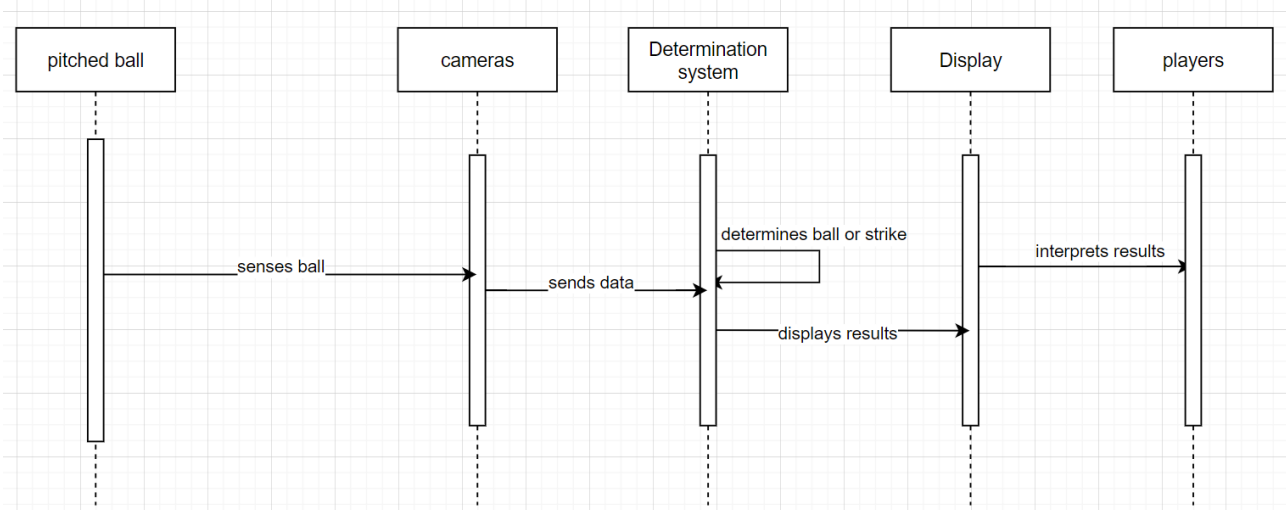 pitched ball
cameras
Determination
system
Display
players
determines ball or strike
interprets results
senses ball
sends data
displays results